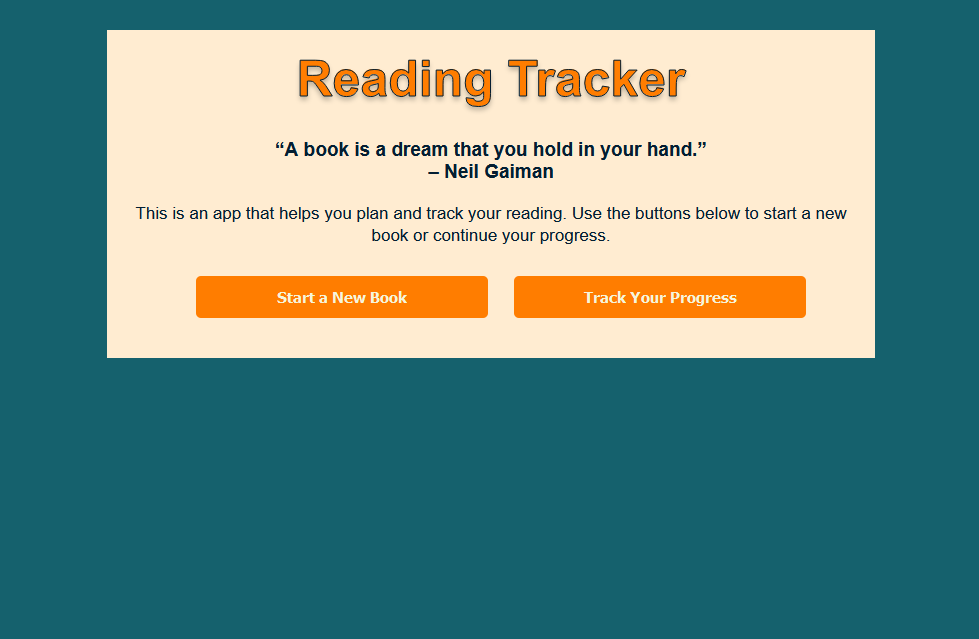 Reading Tracker
“A book is a dream that you hold in your hand.”
– Neil Gaiman
This is an app that helps you plan and track your reading. Use the buttons below to start a new
book or continue your progress.
Start a New Book
Track Your Progress